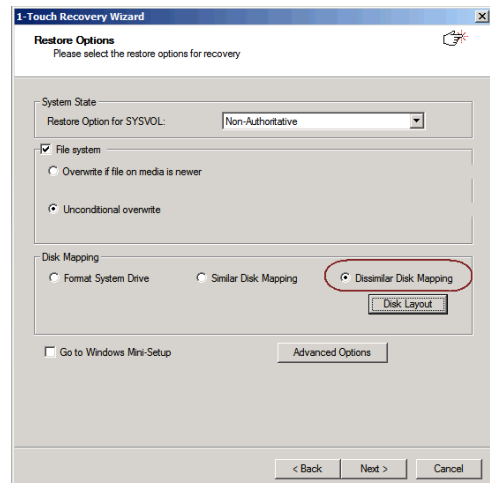 1-Touch Recovery Wizard
Restore Options
Please select the restore options for recovery
System State
Restore Option for SYSVOL: Non-Authoritative
File system
Overwrite if file on media is newer
Unconditional overwrite
Disk Mapping
Format System Drive Similar Disk Mapping Dissimilar Disk Mapping
Disk Layout
Go to Windows Mini-Setup Advanced Options
< Back Next > Cancel